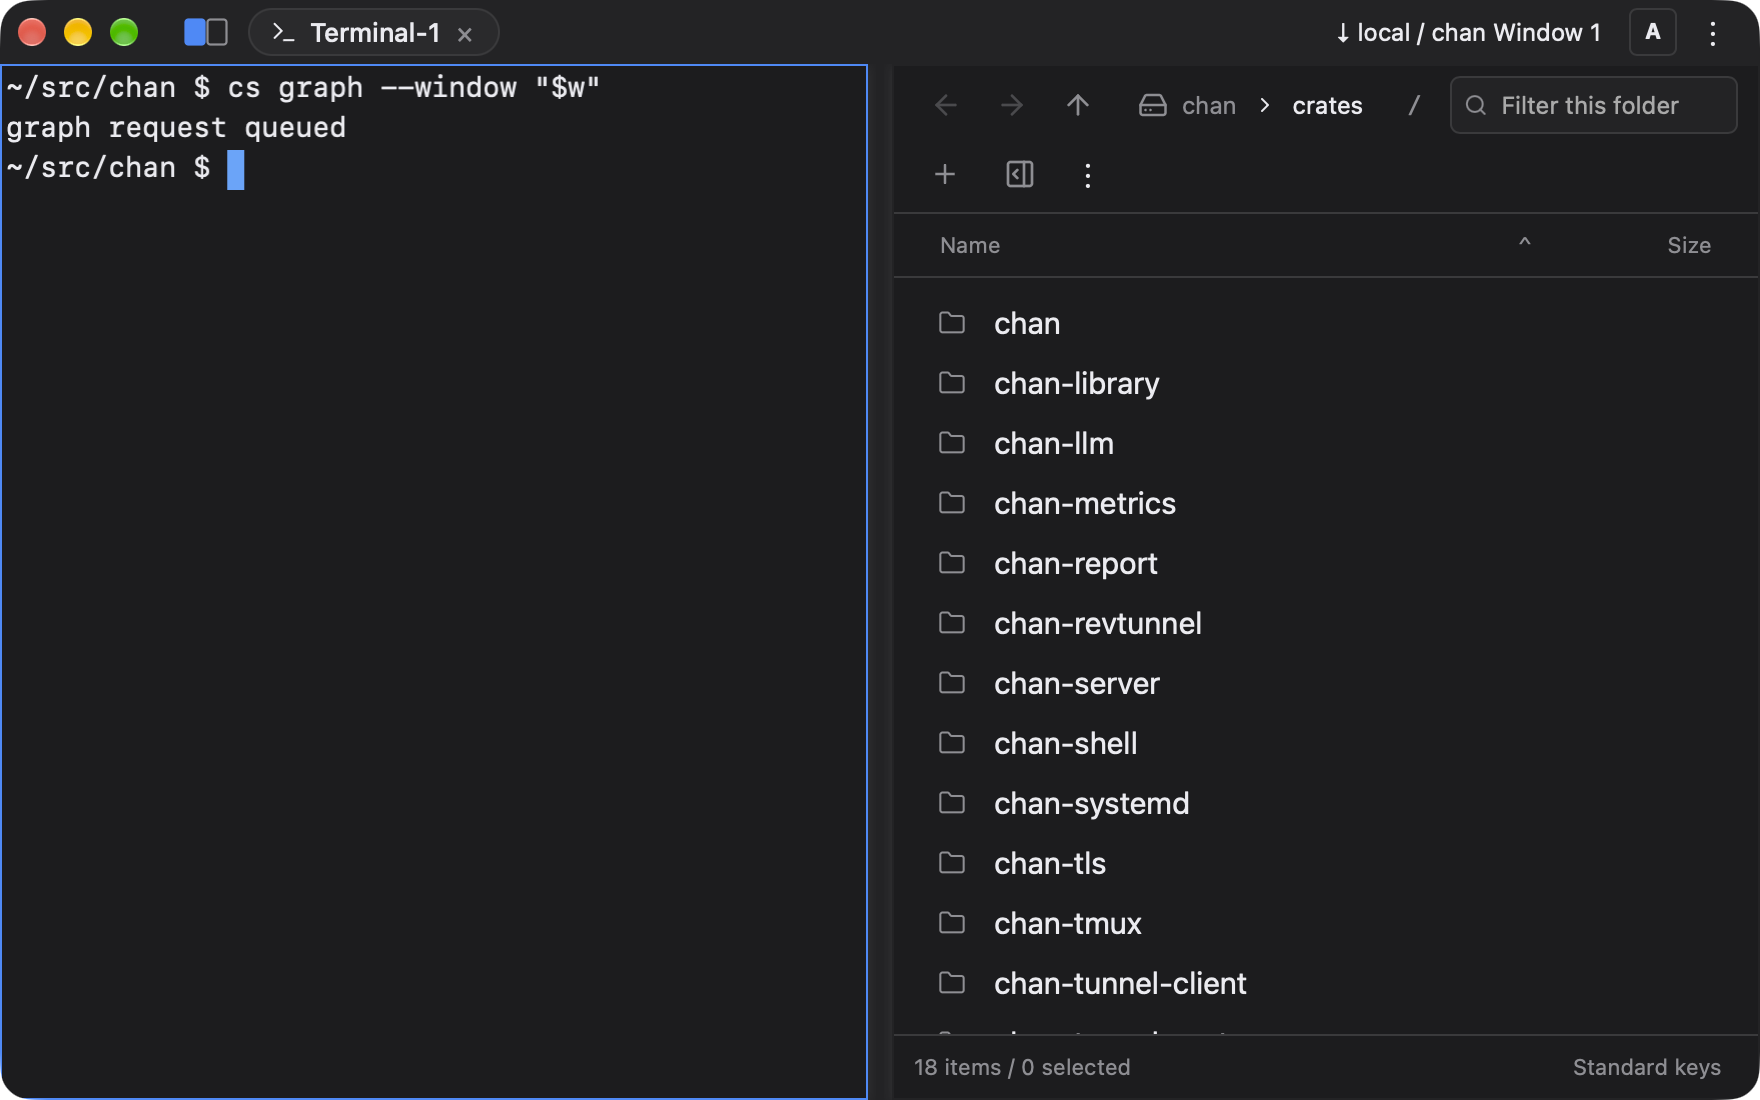 Terminal-1
↓ local / chan Window 1
A
~/src/chan $ cs graph --window "$w"
graph request queued
~/src/chan $
chan > crates /
Filter this folder
Name ^ Size
chan
chan-library
chan-llm
chan-metrics
chan-report
chan-revtunnel
chan-server
chan-shell
chan-systemd
chan-tls
chan-tmux
chan-tunnel-client
18 items / 0 selected
Standard keys